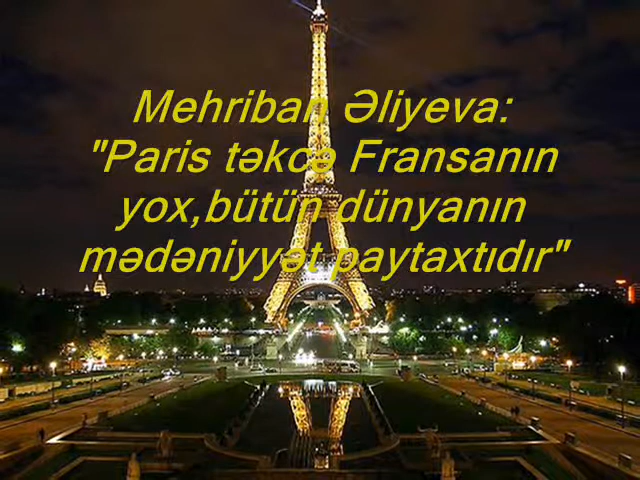 Mehriban Əliyeva:
"Paris təkcə Fransanın
yox,bütün dünyanın
mədəniyyət paytaxtıdır"